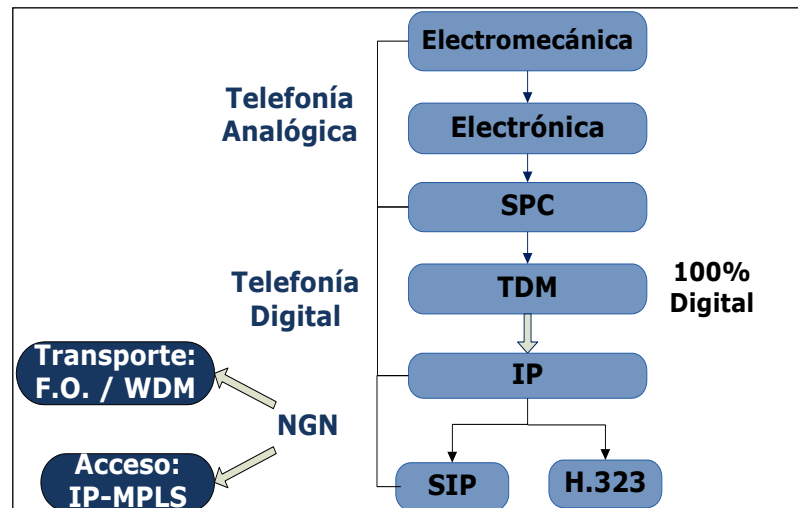 Electromecánica
Telefonía
Analógica
Electrónica
SPC
Telefonía
Digital
TDM
100%
Digital
Transporte:
F.O. / WDM
IP
NGN
Acceso:
IP-MPLS
SIP
H.323